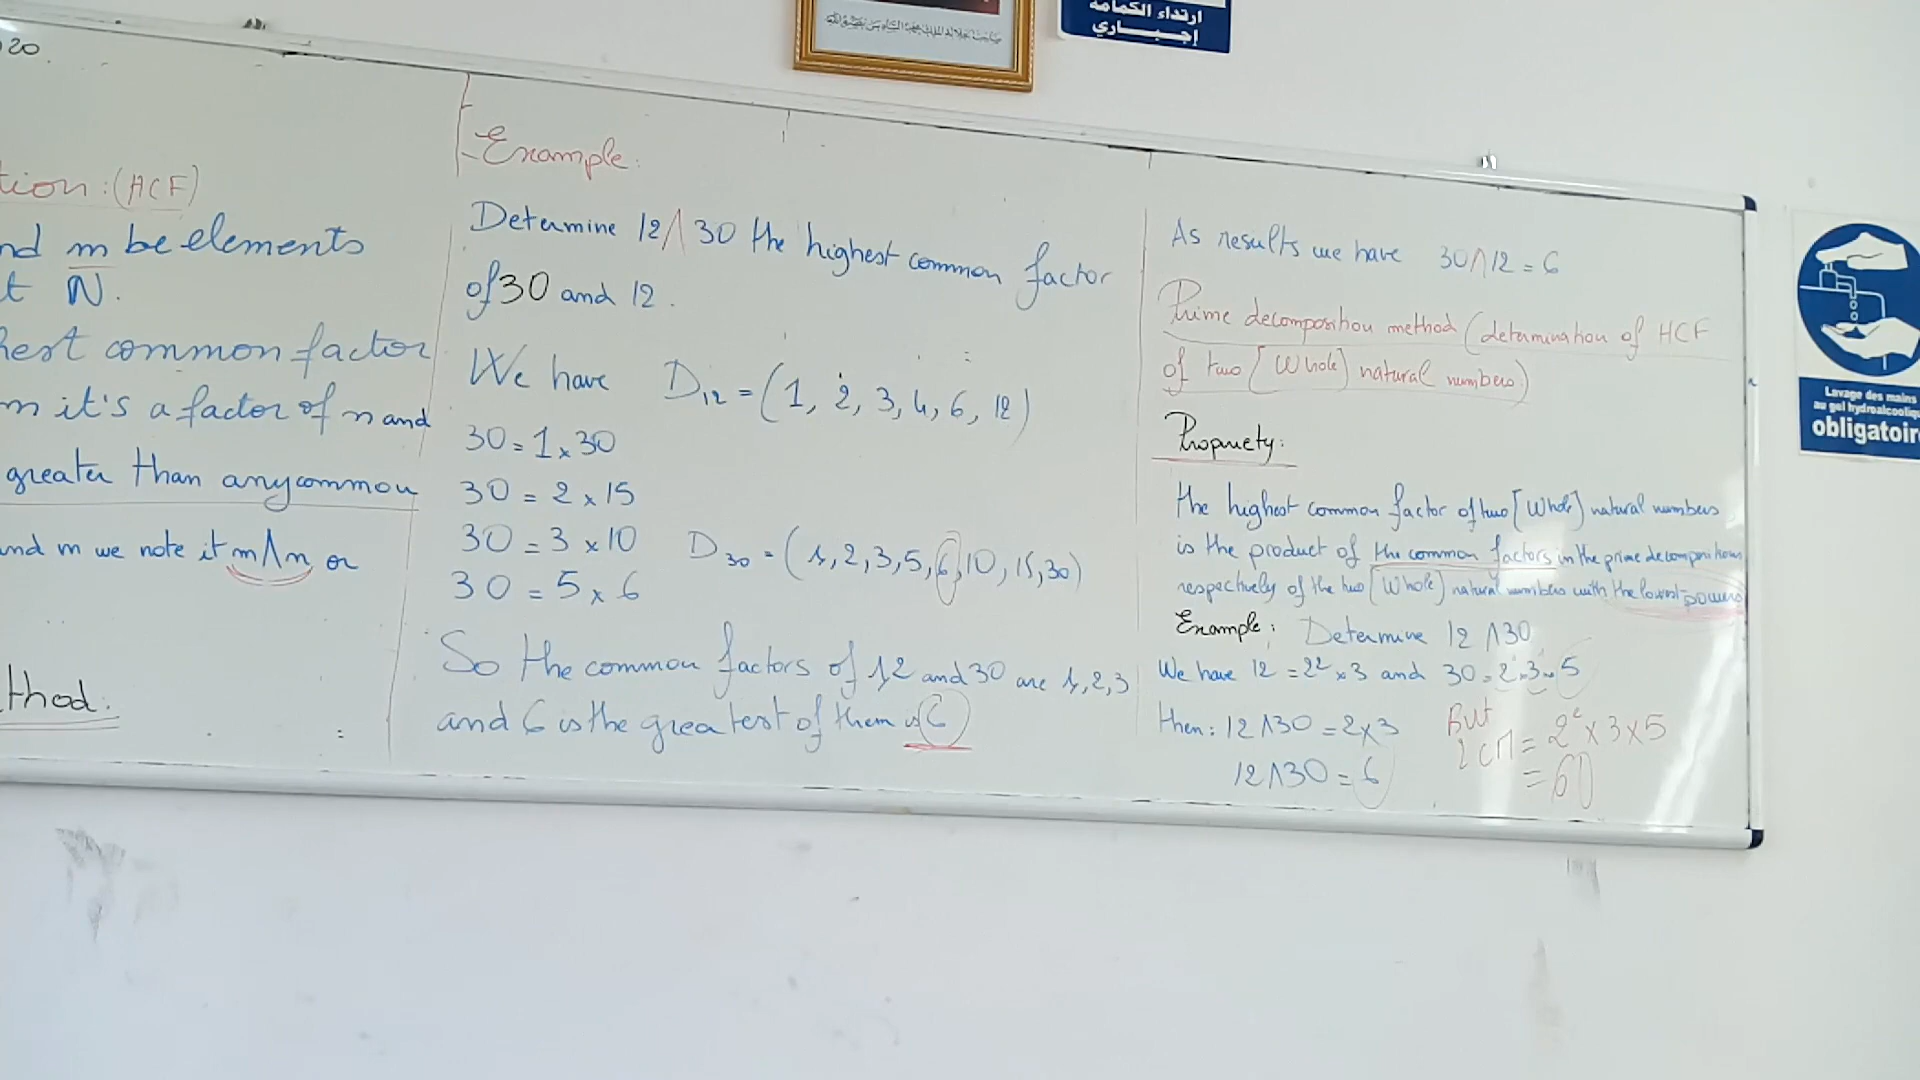 20
ارتداء الكمامة
إجباري
tion: (HCF)
nd m be elements
t N.
hest common factor
m it's a factor of n and
greater than any common
and m we note it m∧n or
thod:
Example:
Determine 12∧30 the highest common factor
of 30 and 12.
We have D12 = (1, 2, 3, 4, 6, 12)
30 = 1 x 30
30 = 2 x 15
30 = 3 x 10 D30 = (1, 2, 3, 5, 6, 10, 15, 30)
30 = 5 x 6
So the common factors of 12 and 30 are 1, 2, 3
and 6 is the greatest of them is 6
As results we have 30∧12 = 6
Prime decomposition method (determination of HCF
of two [Whole] natural numbers)
Propriety:
the highest common factor of two [Whole] natural numbers
is the product of the common factors in the prime decomposition
respectively of the two [Whole] natural numbers with the lowest powers
Example: Determine 12∧30
We have 12 = 2² x 3 and 30 = 2 x 3 x 5
then: 12∧30 = 2 x 3
12∧30 = 6
But
LCM = 2² x 3 x 5
= 60
Lavage des mains
au gel hydroalcooliq
obligatoir